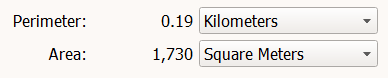 Perimeter: 0.19 Kilometers
Area: 1,730 Square Meters